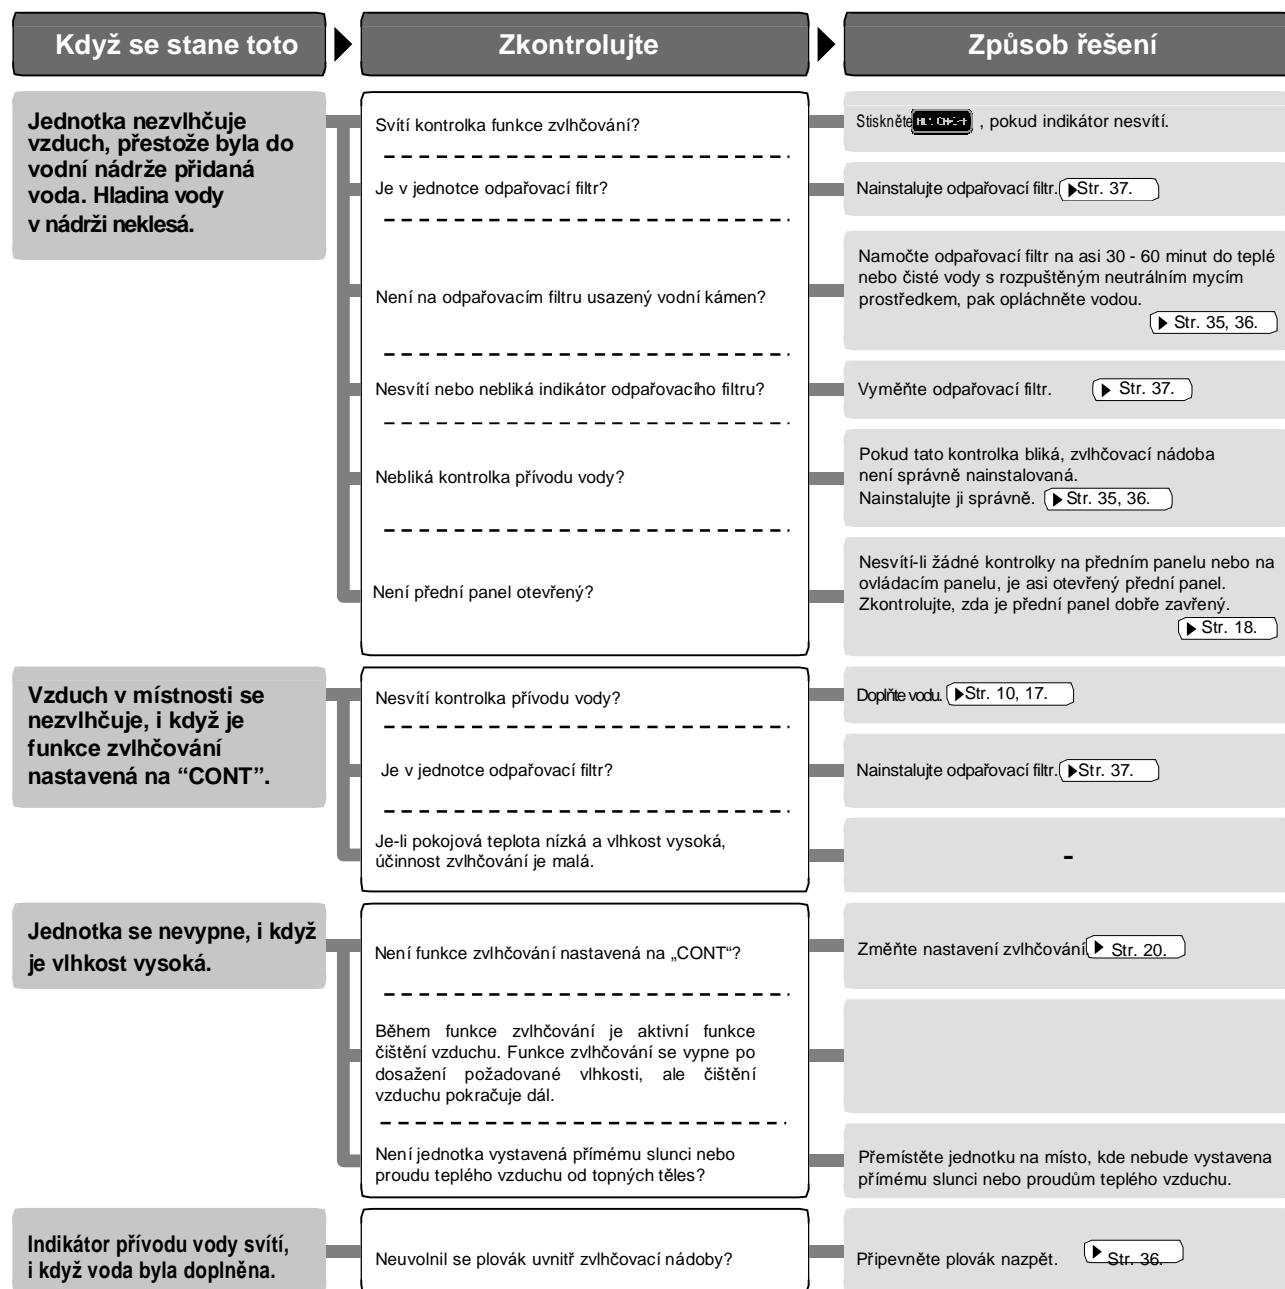 Když se stane toto
Zkontrolujte
Způsob řešení
Jednotka nezvlhčuje
vzduch, přestože byla do
vodní nádrže přidaná
voda. Hladina vody
v nádrži neklesá.
Svítí kontrolka funkce zvlhčování?
Stiskněte , pokud indikátor nesvítí.
Je v jednotce odpařovací filtr?
Nainstalujte odpařovací filtr. Str. 37.
Není na odpařovacím filtru usazený vodní kámen?
Namočte odpařovací filtr na asi 30 - 60 minut do teplé
nebo čisté vody s rozpuštěným neutrálním mycím
prostředkem, pak opláchněte vodou.
Str. 35, 36.
Nesvítí nebo nebliká indikátor odpařovacího filtru?
Vyměňte odpařovací filtr. Str. 37.
Nebliká kontrolka přívodu vody?
Pokud tato kontrolka bliká, zvlhčovací nádoba
není správně nainstalovaná.
Nainstalujte ji správně. Str. 35, 36.
Není přední panel otevřený?
Nesvítí-li žádné kontrolky na předním panelu nebo na
ovládacím panelu, je asi otevřený přední panel.
Zkontrolujte, zda je přední panel dobře zavřený.
Str. 18.
Vzduch v místnosti se
nezvlhčuje, i když je
funkce zvlhčování
nastavená na “CONT”.
Nesvítí kontrolka přívodu vody?
Doplňte vodu. Str. 10, 17.
Je v jednotce odpařovací filtr?
Nainstalujte odpařovací filtr. Str. 37.
Je-li pokojová teplota nízká a vlhkost vysoká,
účinnost zvlhčování je malá.
-
Jednotka se nevypne, i když
je vlhkost vysoká.
Není funkce zvlhčování nastavená na „CONT“?
Změňte nastavení zvlhčování Str. 20.
Během funkce zvlhčování je aktivní funkce
čištění vzduchu. Funkce zvlhčování se vypne po
dosažení požadované vlhkosti, ale čištění
vzduchu pokračuje dál.
Není jednotka vystavená přímému slunci nebo
proudu teplého vzduchu od topných těles?
Přemístěte jednotku na místo, kde nebude vystavena
přímému slunci nebo proudům teplého vzduchu.
Indikátor přívodu vody svítí,
i když voda byla doplněna.
Neuvolnil se plovák uvnitř zvlhčovací nádoby?
Připevněte plovák nazpět. Str. 36.